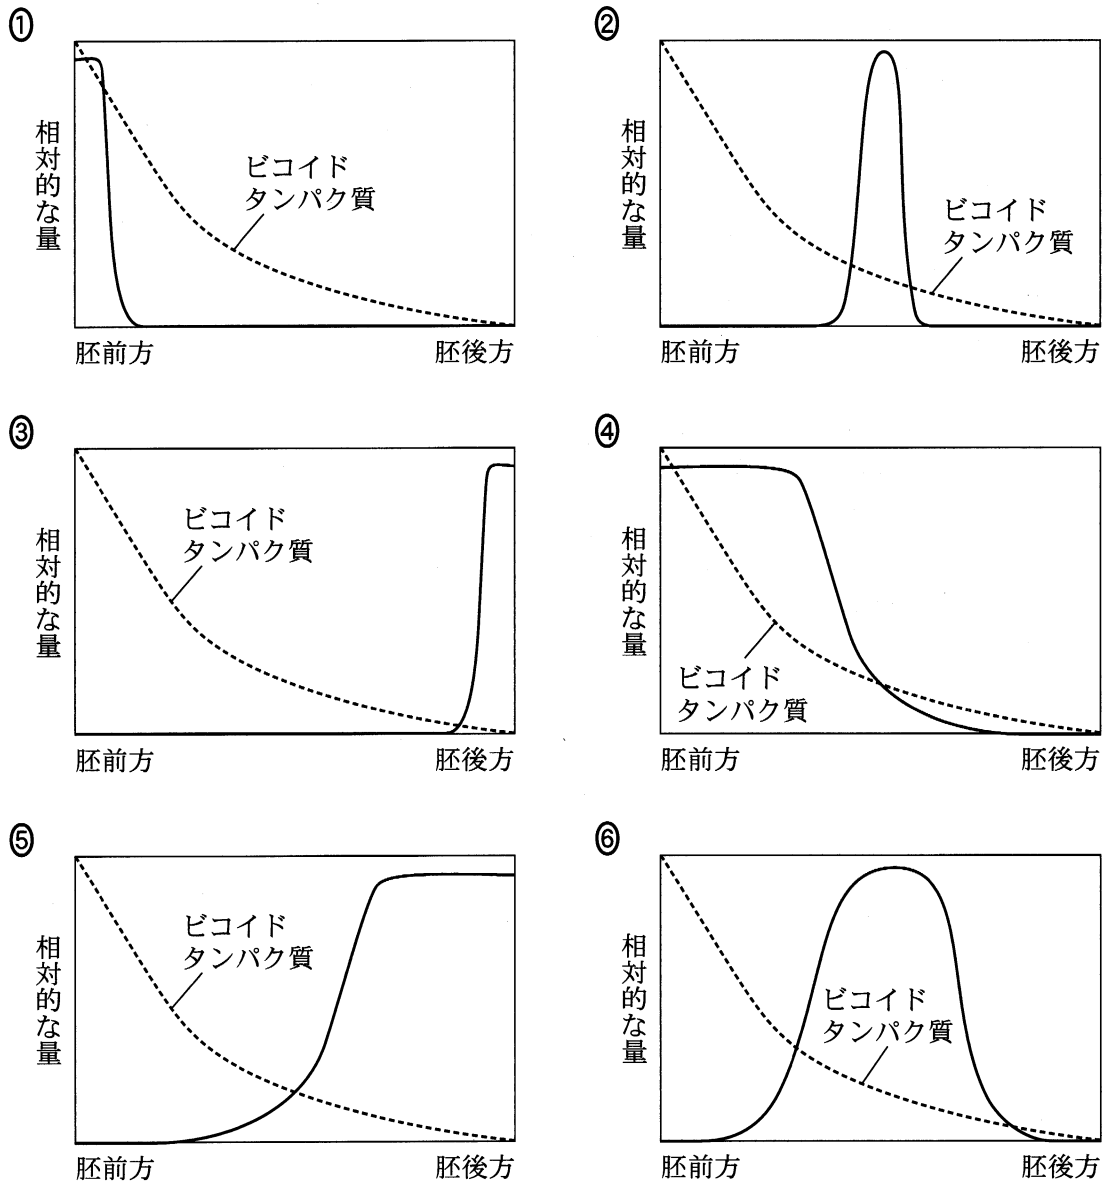 ①
相対的な量
ビコイド
タンパク質
胚前方
胚後方
②
相対的な量
ビコイド
タンパク質
胚前方
胚後方
③
相対的な量
ビコイド
タンパク質
胚前方
胚後方
④
相対的な量
ビコイド
タンパク質
胚前方
胚後方
⑤
相対的な量
ビコイド
タンパク質
胚前方
胚後方
⑥
相対的な量
ビコイド
タンパク質
胚前方
胚後方